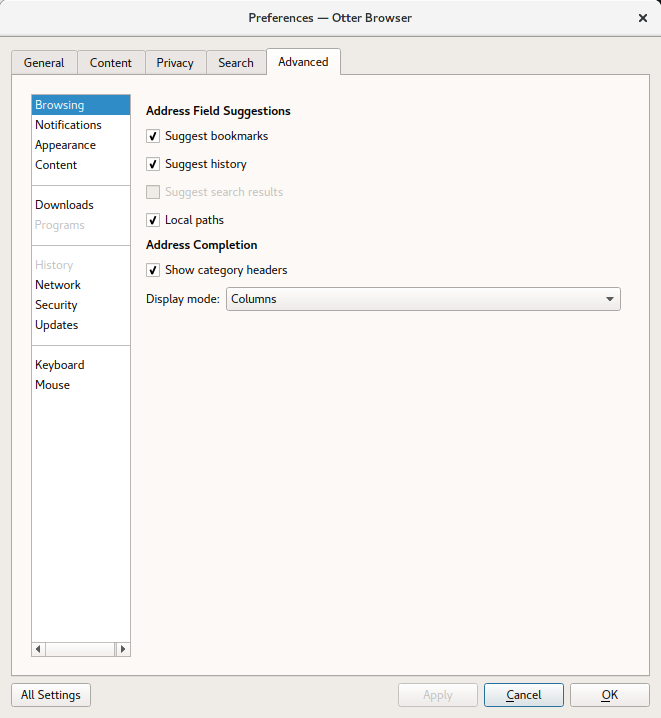 Preferences — Otter Browser
General Content Privacy Search Advanced
Browsing
Notifications
Appearance
Content
Downloads
Programs
History
Network
Security
Updates
Keyboard
Mouse
Address Field Suggestions
Suggest bookmarks
Suggest history
Suggest search results
Local paths
Address Completion
Show category headers
Display mode: Columns
All Settings Apply Cancel OK